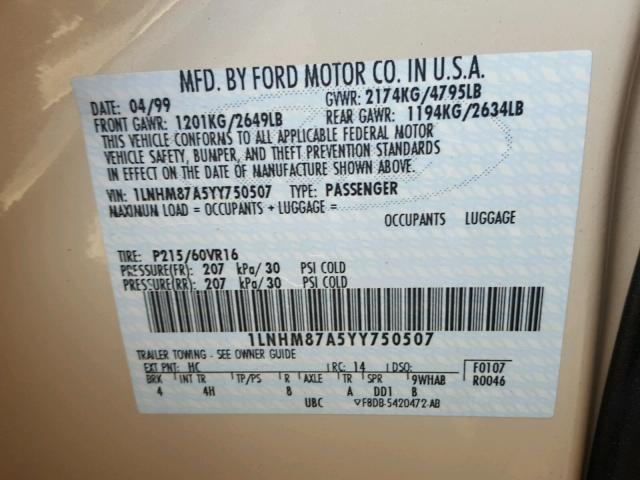 MFD. BY FORD MOTOR CO. IN U.S.A.
DATE: 04/99 GVWR: 2174KG/4795LB
FRONT GAWR: 1201KG/2649LB REAR GAWR: 1194KG/2634LB
THIS VEHICLE CONFORMS TO ALL APPLICABLE FEDERAL MOTOR
VEHICLE SAFETY, BUMPER, AND THEFT PREVENTION STANDARDS
IN EFFECT ON THE DATE OF MANUFACTURE SHOWN ABOVE.
VIN: 1LNHM87A5YY750507 TYPE: PASSENGER
MAXIMUM LOAD = OCCUPANTS + LUGGAGE =
OCCUPANTS LUGGAGE
TIRE: P215/60VR16
PRESSURE(FR) 207 kPa/30 PSI COLD
PRESSURE(RR) 207 kPa/30 PSI COLD
1LNHM87A5YY750507
TRAILER TOWING - SEE OWNER GUIDE
EXT PNT: HC RC: 14 DSO: F0107
BRK INT TR TP/PS R AXLE TR SPR 9WHAB R0046
4 4H 8 A DD1 B
UBC F8DB-5420472-AB